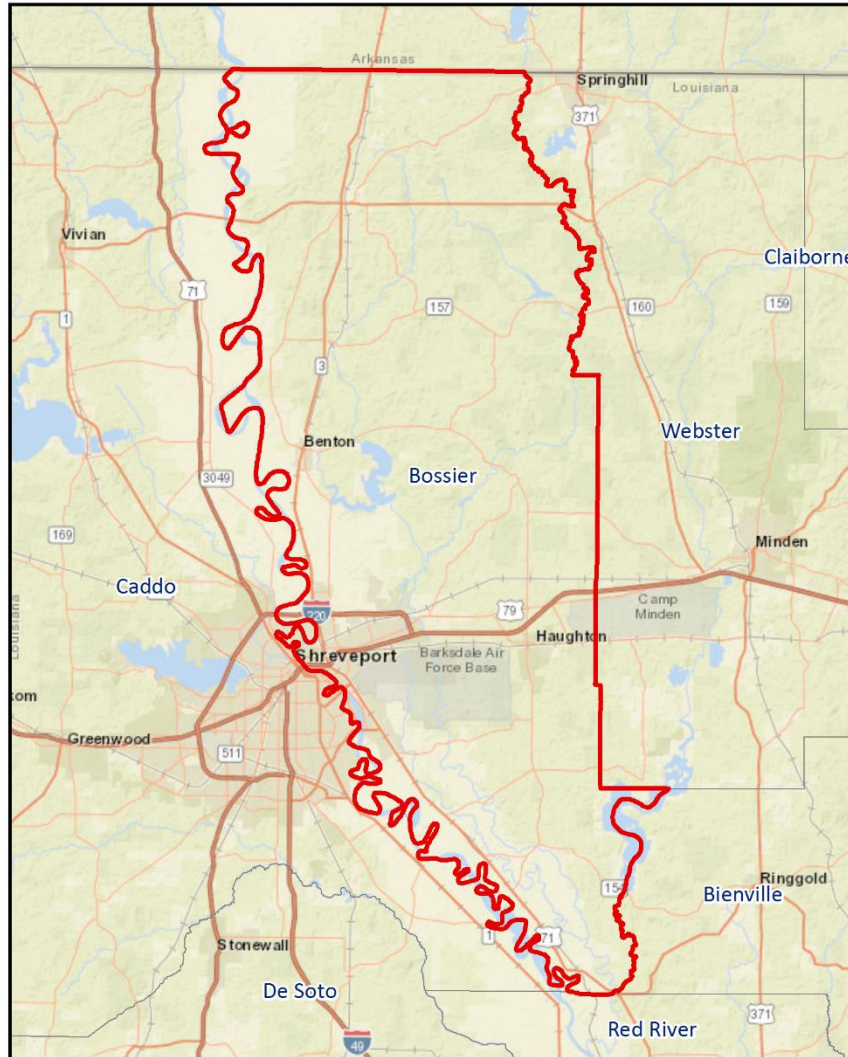 Arkansas
Springhill
Louisiana
371
Vivian
Claiborne
71
157
160
159
1
3
Benton
Webster
Bossier
3049
169
Minden
Caddo
Louisiana
220
79
Camp
Minden
Haughton
Shreveport
Barksdale Air
Force Base
kom
Greenwood
511
154
Ringgold
Bienville
1
71
Stonewall
De Soto
Red River
371
49